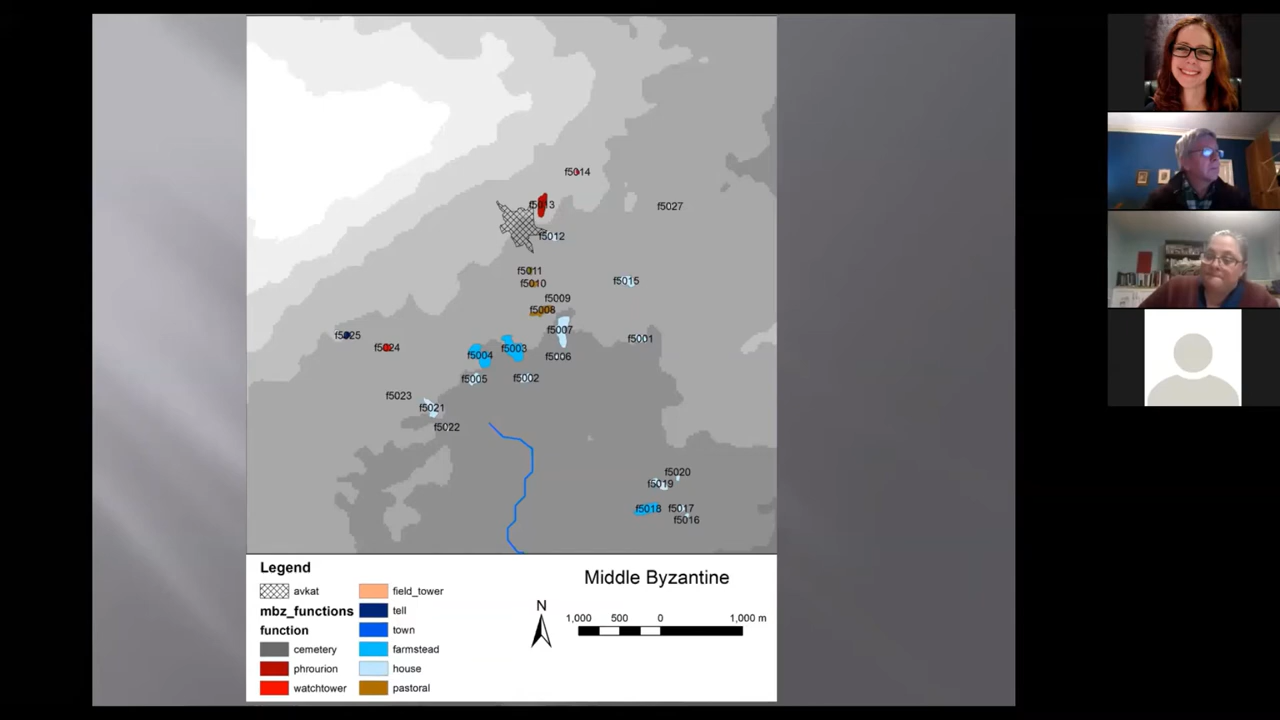 f5014
f5013
f5027
f5012
f5011
f5010
f5015
f5009
f5008
f5007
f5025
f5024
f5001
f5003
f5004
f5006
f5005
f5002
f5023
f5021
f5022
f5020
f5019
f5018
f5017
f5016
Legend
avkat
mbz_functions
function
cemetery
phrourion
watchtower
field_tower
tell
town
farmstead
house
pastoral
Middle Byzantine
N
1,000 500 0 1,000 m